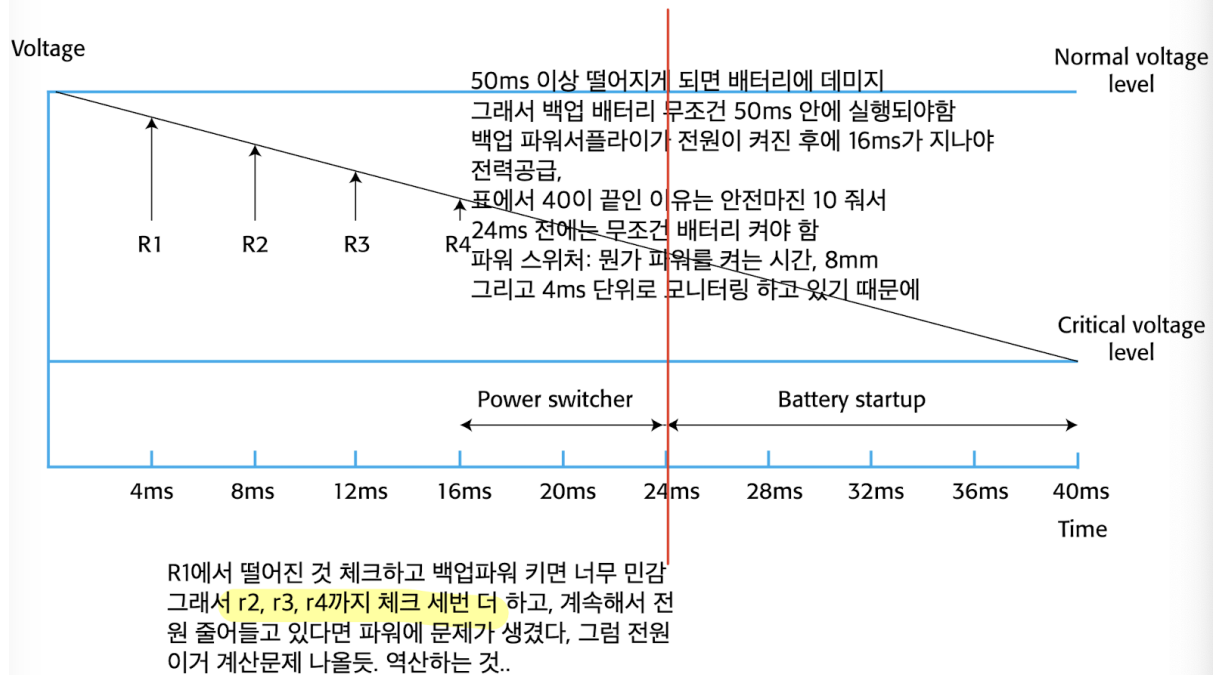 Voltage
Normal voltage
level
50ms 이상 떨어지게 되면 배터리에 데미지
그래서 백업 배터리 무조건 50ms 안에 실행되야함
백업 파워서플라이가 전원이 켜진 후에 16ms가 지나야
전력공급,
표에서 40이 끝인 이유는 안전마진 10 줘서
24ms 전에는 무조건 배터리 켜야 함
파워 스위처: 뭔가 파워를 켜는 시간, 8mm
그리고 4ms 단위로 모니터링 하고 있기 때문에
R1 R2 R3 R4
Critical voltage
level
Power switcher Battery startup
4ms 8ms 12ms 16ms 20ms 24ms 28ms 32ms 36ms 40ms
Time
R1에서 떨어진 것 체크하고 백업파워 키면 너무 민감
그래서 r2, r3, r4까지 체크 세번 더 하고, 계속해서 전
원 줄어들고 있다면 파워에 문제가 생겼다, 그럼 전원
이거 계산문제 나올듯. 역산하는 것..